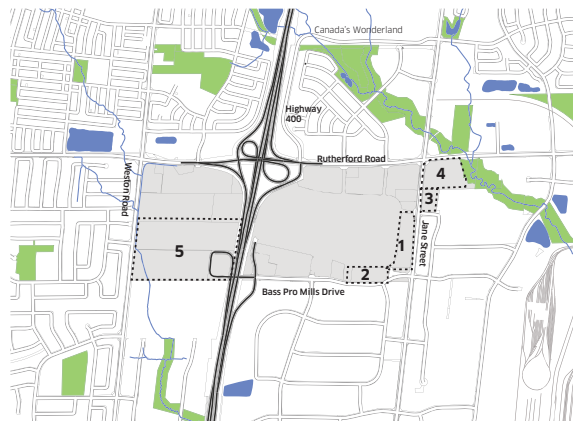 Canada's Wonderland
Highway
400
Rutherford Road
Weston Road
4
3
Jane Street
1
5
2
Bass Pro Mills Drive